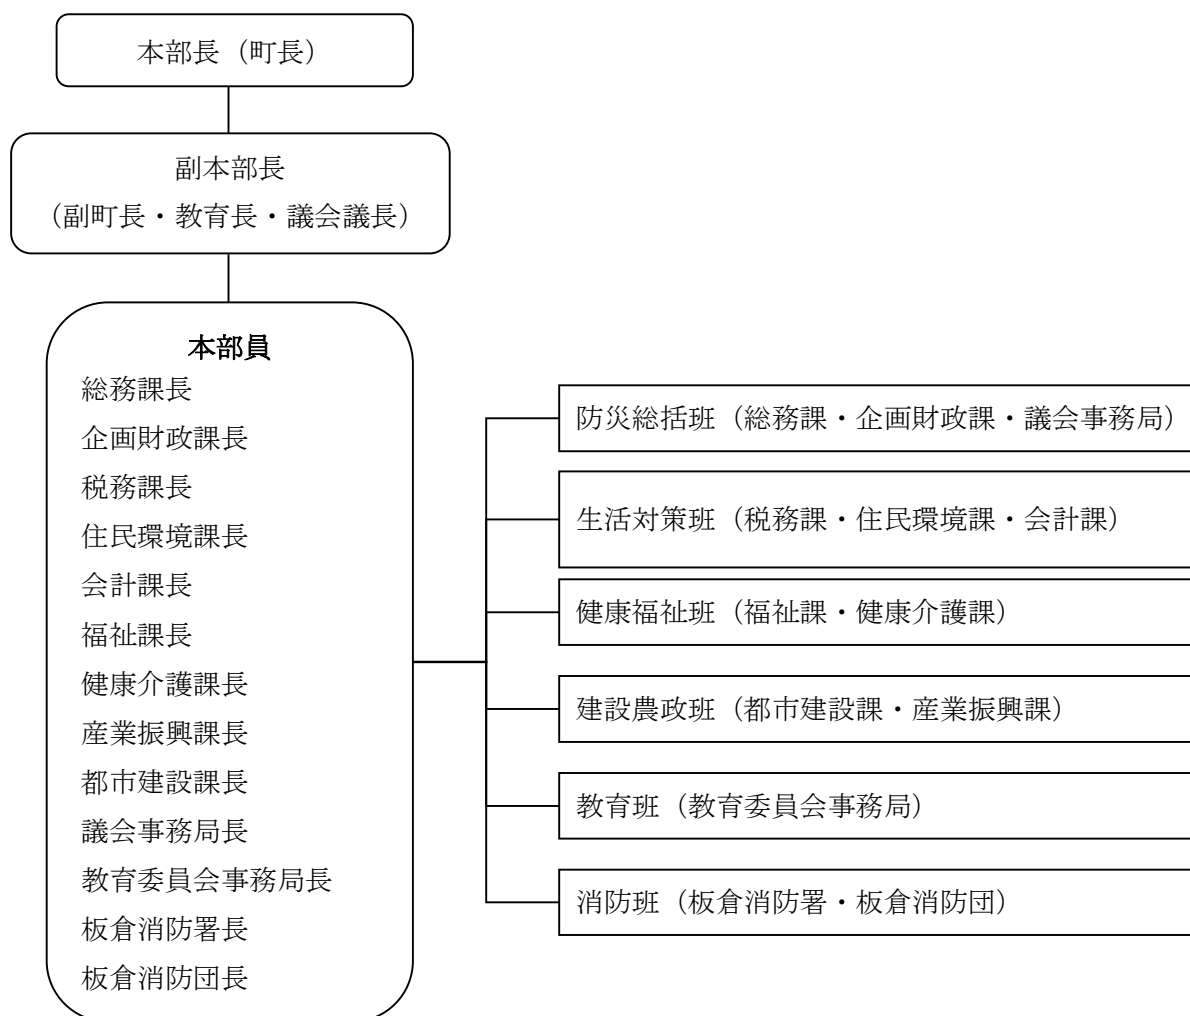 本部長（町長）
副本部長
（副町長・教育長・議会議長）
本部員
総務課長
企画財政課長
税務課長
住民環境課長
会計課長
福祉課長
健康介護課長
産業振興課長
都市建設課長
議会事務局長
教育委員会事務局長
板倉消防署長
板倉消防団長
防災総括班（総務課・企画財政課・議会事務局）
生活対策班（税務課・住民環境課・会計課）
健康福祉班（福祉課・健康介護課）
建設農政班（都市建設課・産業振興課）
教育班（教育委員会事務局）
消防班（板倉消防署・板倉消防団）